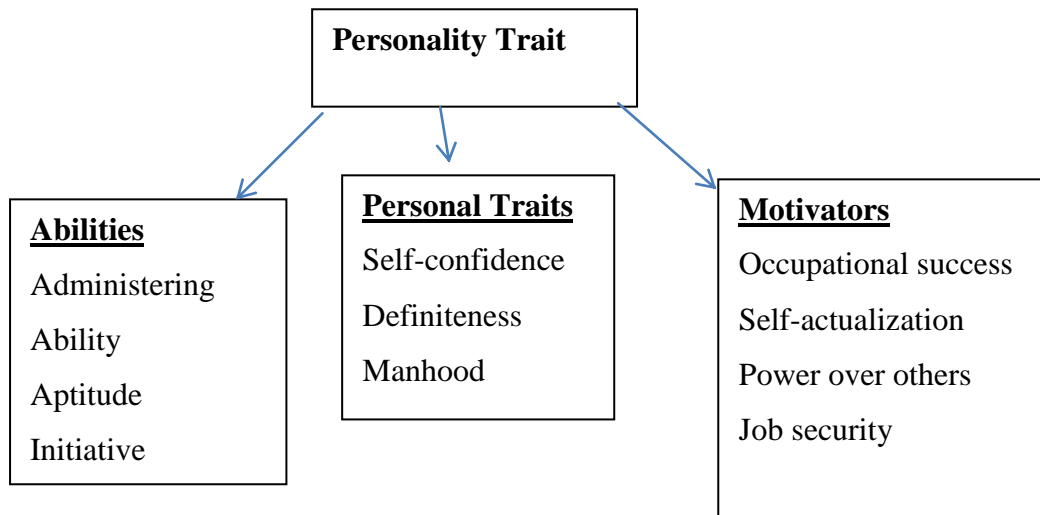 Personality Trait
Abilities
Administering
Ability
Aptitude
Initiative
Personal Traits
Self-confidence
Definiteness
Manhood
Motivators
Occupational success
Self-actualization
Power over others
Job security